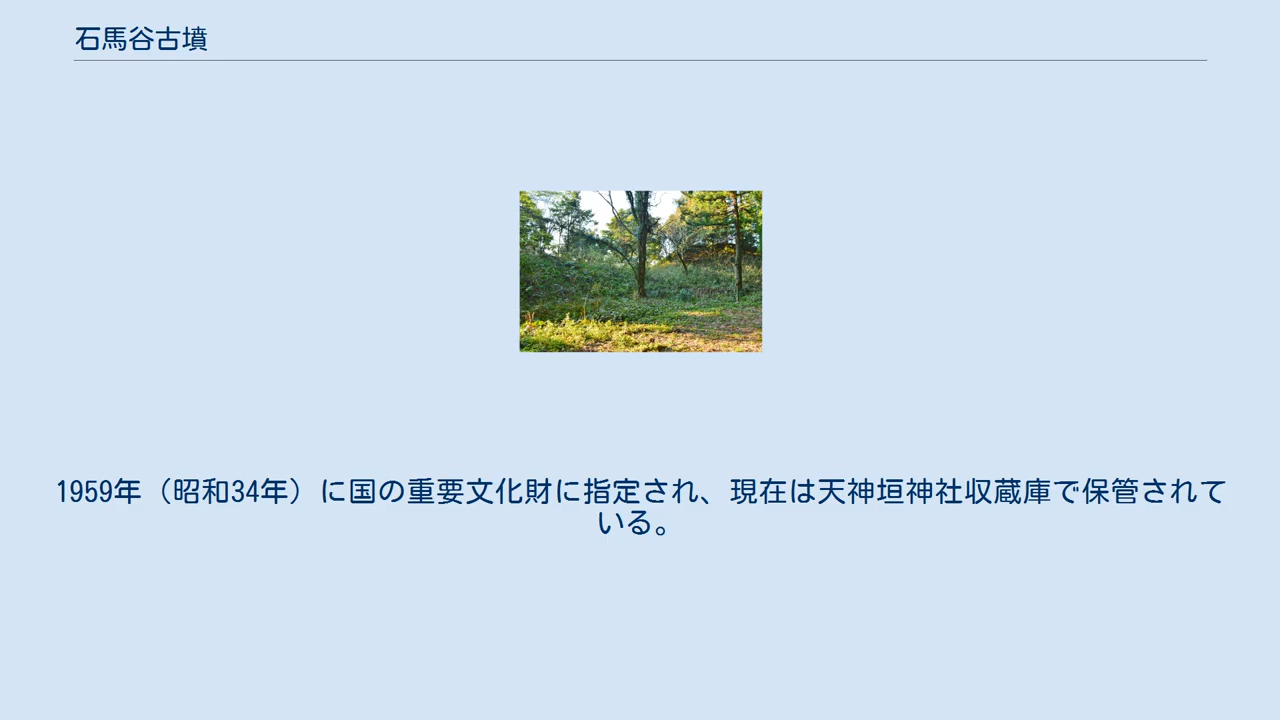 石馬谷古墳
1959年（昭和34年）に国の重要文化財に指定され、現在は天神垣神社収蔵庫で保管されて
いる。